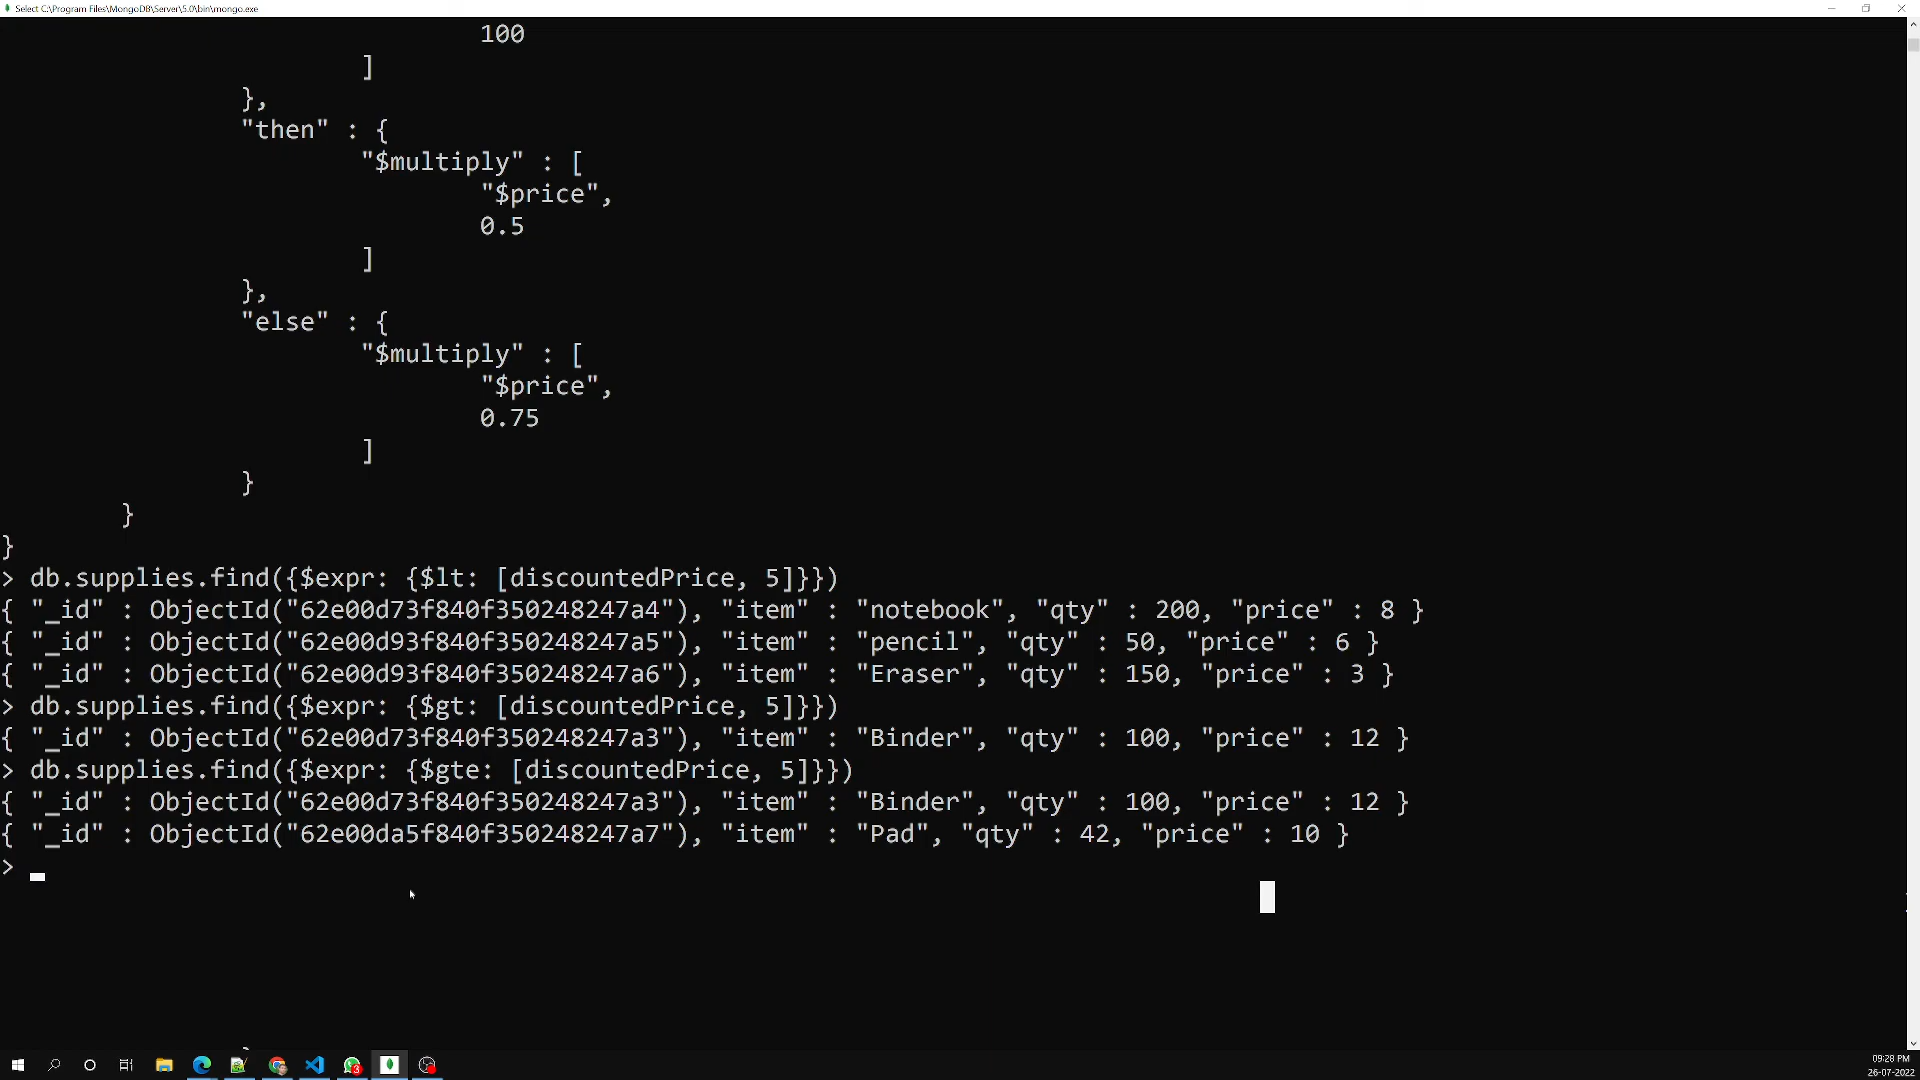 Select C:\Program Files\MongoDB\Server\5.0\bin\mongo.exe
100
]
},
"then" : {
"$multiply" : [
"$price",
0.5
]
},
"else" : {
"$multiply" : [
"$price",
0.75
]
}
}
}
> db.supplies.find({$expr: {$lt: [discountedPrice, 5]}})
{ "_id" : ObjectId("62e00d73f840f350248247a4"), "item" : "notebook", "qty" : 200, "price" : 8 }
{ "_id" : ObjectId("62e00d93f840f350248247a5"), "item" : "pencil", "qty" : 50, "price" : 6 }
{ "_id" : ObjectId("62e00d93f840f350248247a6"), "item" : "Eraser", "qty" : 150, "price" : 3 }
> db.supplies.find({$expr: {$gt: [discountedPrice, 5]}})
{ "_id" : ObjectId("62e00d73f840f350248247a3"), "item" : "Binder", "qty" : 100, "price" : 12 }
> db.supplies.find({$expr: {$gte: [discountedPrice, 5]}})
{ "_id" : ObjectId("62e00d73f840f350248247a3"), "item" : "Binder", "qty" : 100, "price" : 12 }
{ "_id" : ObjectId("62e00da5f840f350248247a7"), "item" : "Pad", "qty" : 42, "price" : 10 }
>
3
09:28 PM
26-07-2022